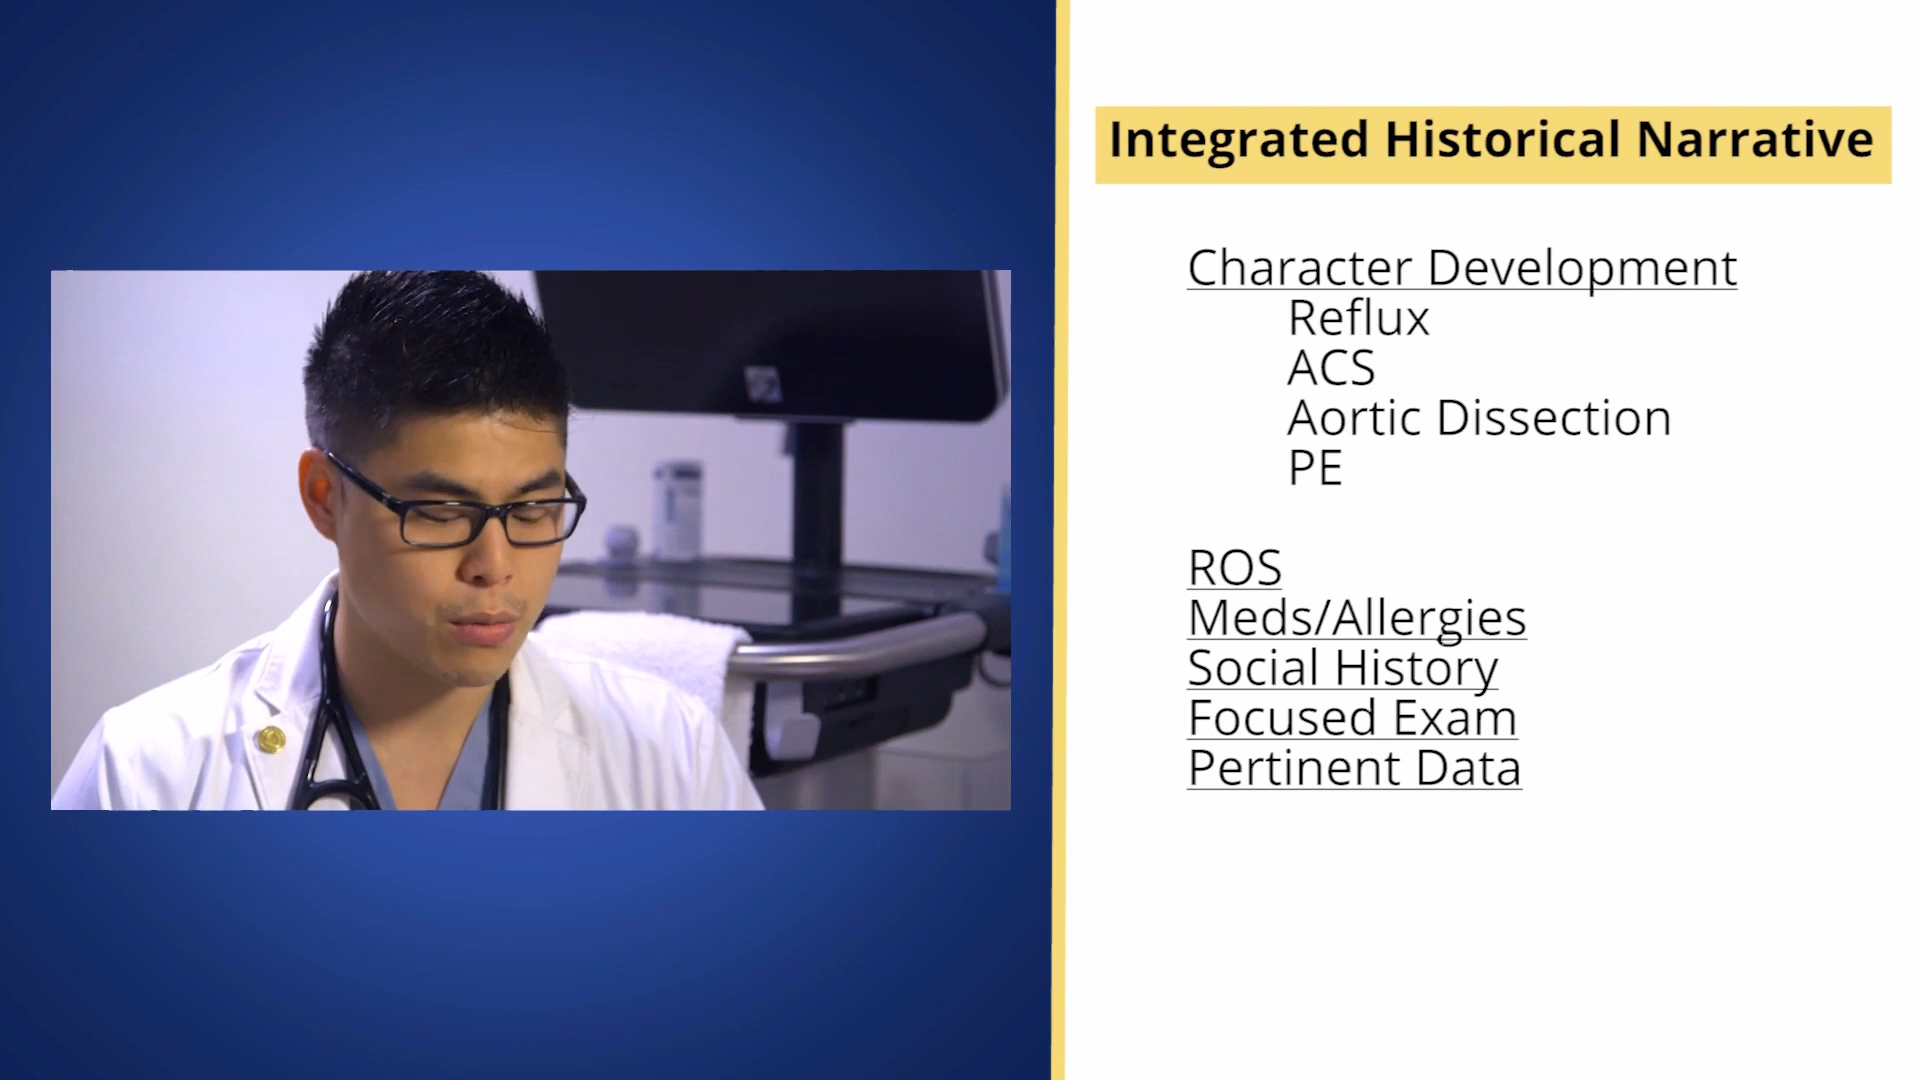 Integrated Historical Narrative
Character Development
Reflux
ACS
Aortic Dissection
PE
ROS
Meds/Allergies
Social History
Focused Exam
Pertinent Data